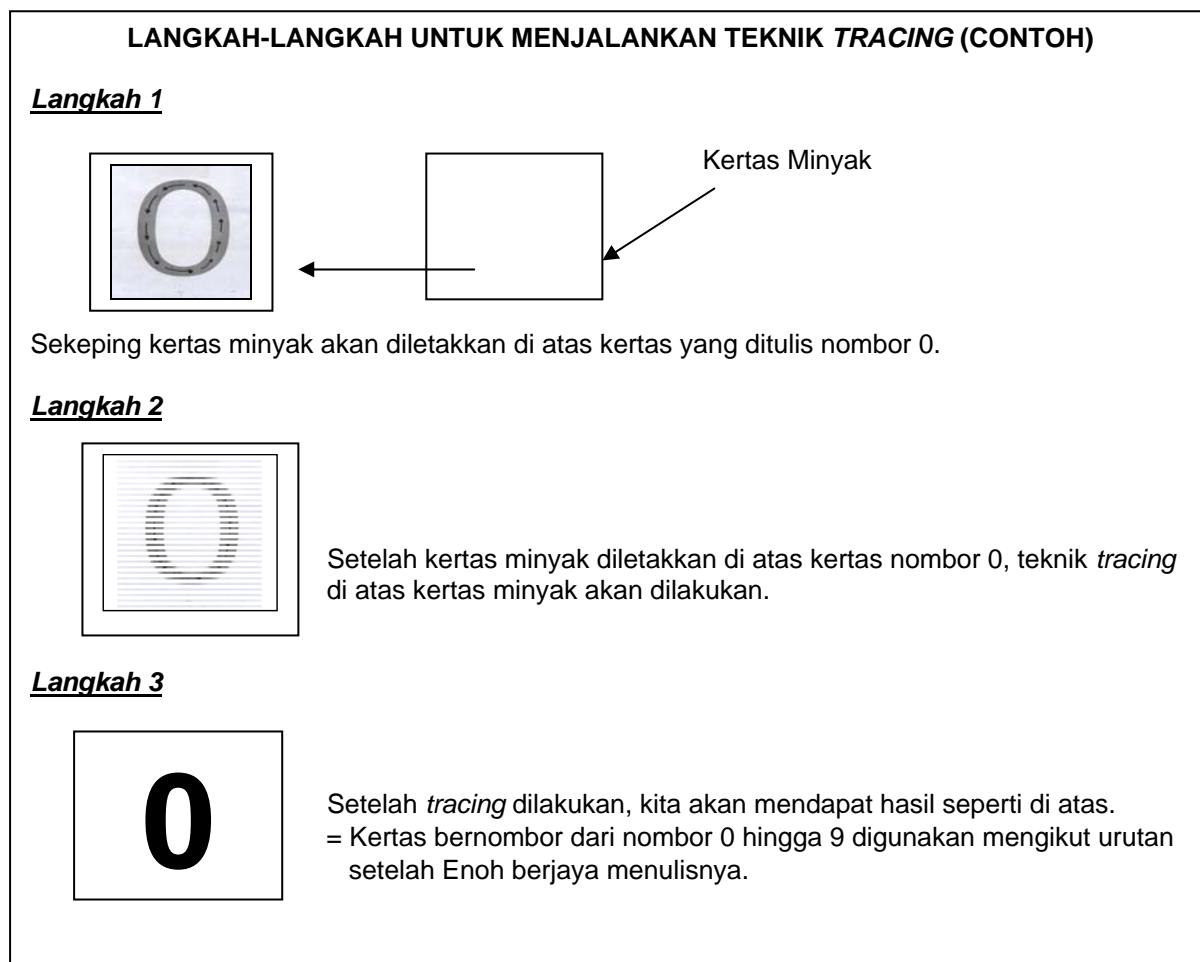 LANGKAH-LANGKAH UNTUK MENJALANKAN TEKNIK TRACING (CONTOH)
Langkah 1
Kertas Minyak
0
Sekeping kertas minyak akan diletakkan di atas kertas yang ditulis nombor 0.
Langkah 2
0
Setelah kertas minyak diletakkan di atas kertas nombor 0, teknik tracing
di atas kertas minyak akan dilakukan.
Langkah 3
0
Setelah tracing dilakukan, kita akan mendapat hasil seperti di atas.
= Kertas bernombor dari nombor 0 hingga 9 digunakan mengikut urutan
setelah Enoh berjaya menulisnya.